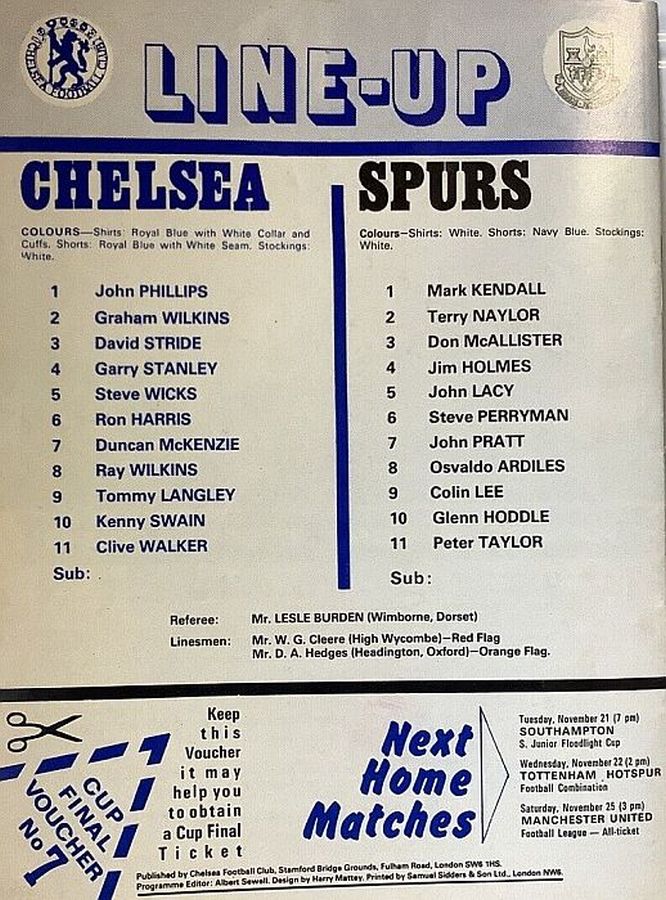 CHELSEA FOOTBALL CLUB
LINE-UP
CHELSEA
COLOURS—Shirts: Royal Blue with White Collar and
Cuffs. Shorts: Royal Blue with White Seam. Stockings:
White.
1 John PHILLIPS
2 Graham WILKINS
3 David STRIDE
4 Garry STANLEY
5 Steve WICKS
6 Ron HARRIS
7 Duncan McKENZIE
8 Ray WILKINS
9 Tommy LANGLEY
10 Kenny SWAIN
11 Clive WALKER
Sub:
SPURS
Colours—Shirts: White. Shorts: Navy Blue. Stockings:
White.
1 Mark KENDALL
2 Terry NAYLOR
3 Don McALLISTER
4 Jim HOLMES
5 John LACY
6 Steve PERRYMAN
7 John PRATT
8 Osvaldo ARDILES
9 Colin LEE
10 Glenn HODDLE
11 Peter TAYLOR
Sub:
Referee: Mr. LESLE BURDEN (Wimborne, Dorset)
Linesmen: Mr. W. G. Cleere (High Wycombe)—Red Flag
Mr. D. A. Hedges (Headington, Oxford)—Orange Flag.
CUP
FINAL
VOUCHER
No 7
Keep
this
Voucher
it may
help you
to obtain
a Cup Final
Ticket
Next
Home
Matches
Tuesday, November 21 (7 pm)
SOUTHAMPTON
S. Junior Floodlight Cup
Wednesday, November 22 (2 pm)
TOTTENHAM HOTSPUR
Football Combination
Saturday, November 25 (3 pm)
MANCHESTER UNITED
Football League — All-ticket
Published by Chelsea Football Club, Stamford Bridge Grounds, Fulham Road, London SW6 1HS.
Programme Editor: Albert Sewell. Design by Harry Mattey. Printed by Samuel Sidders & Son Ltd., London NW6.